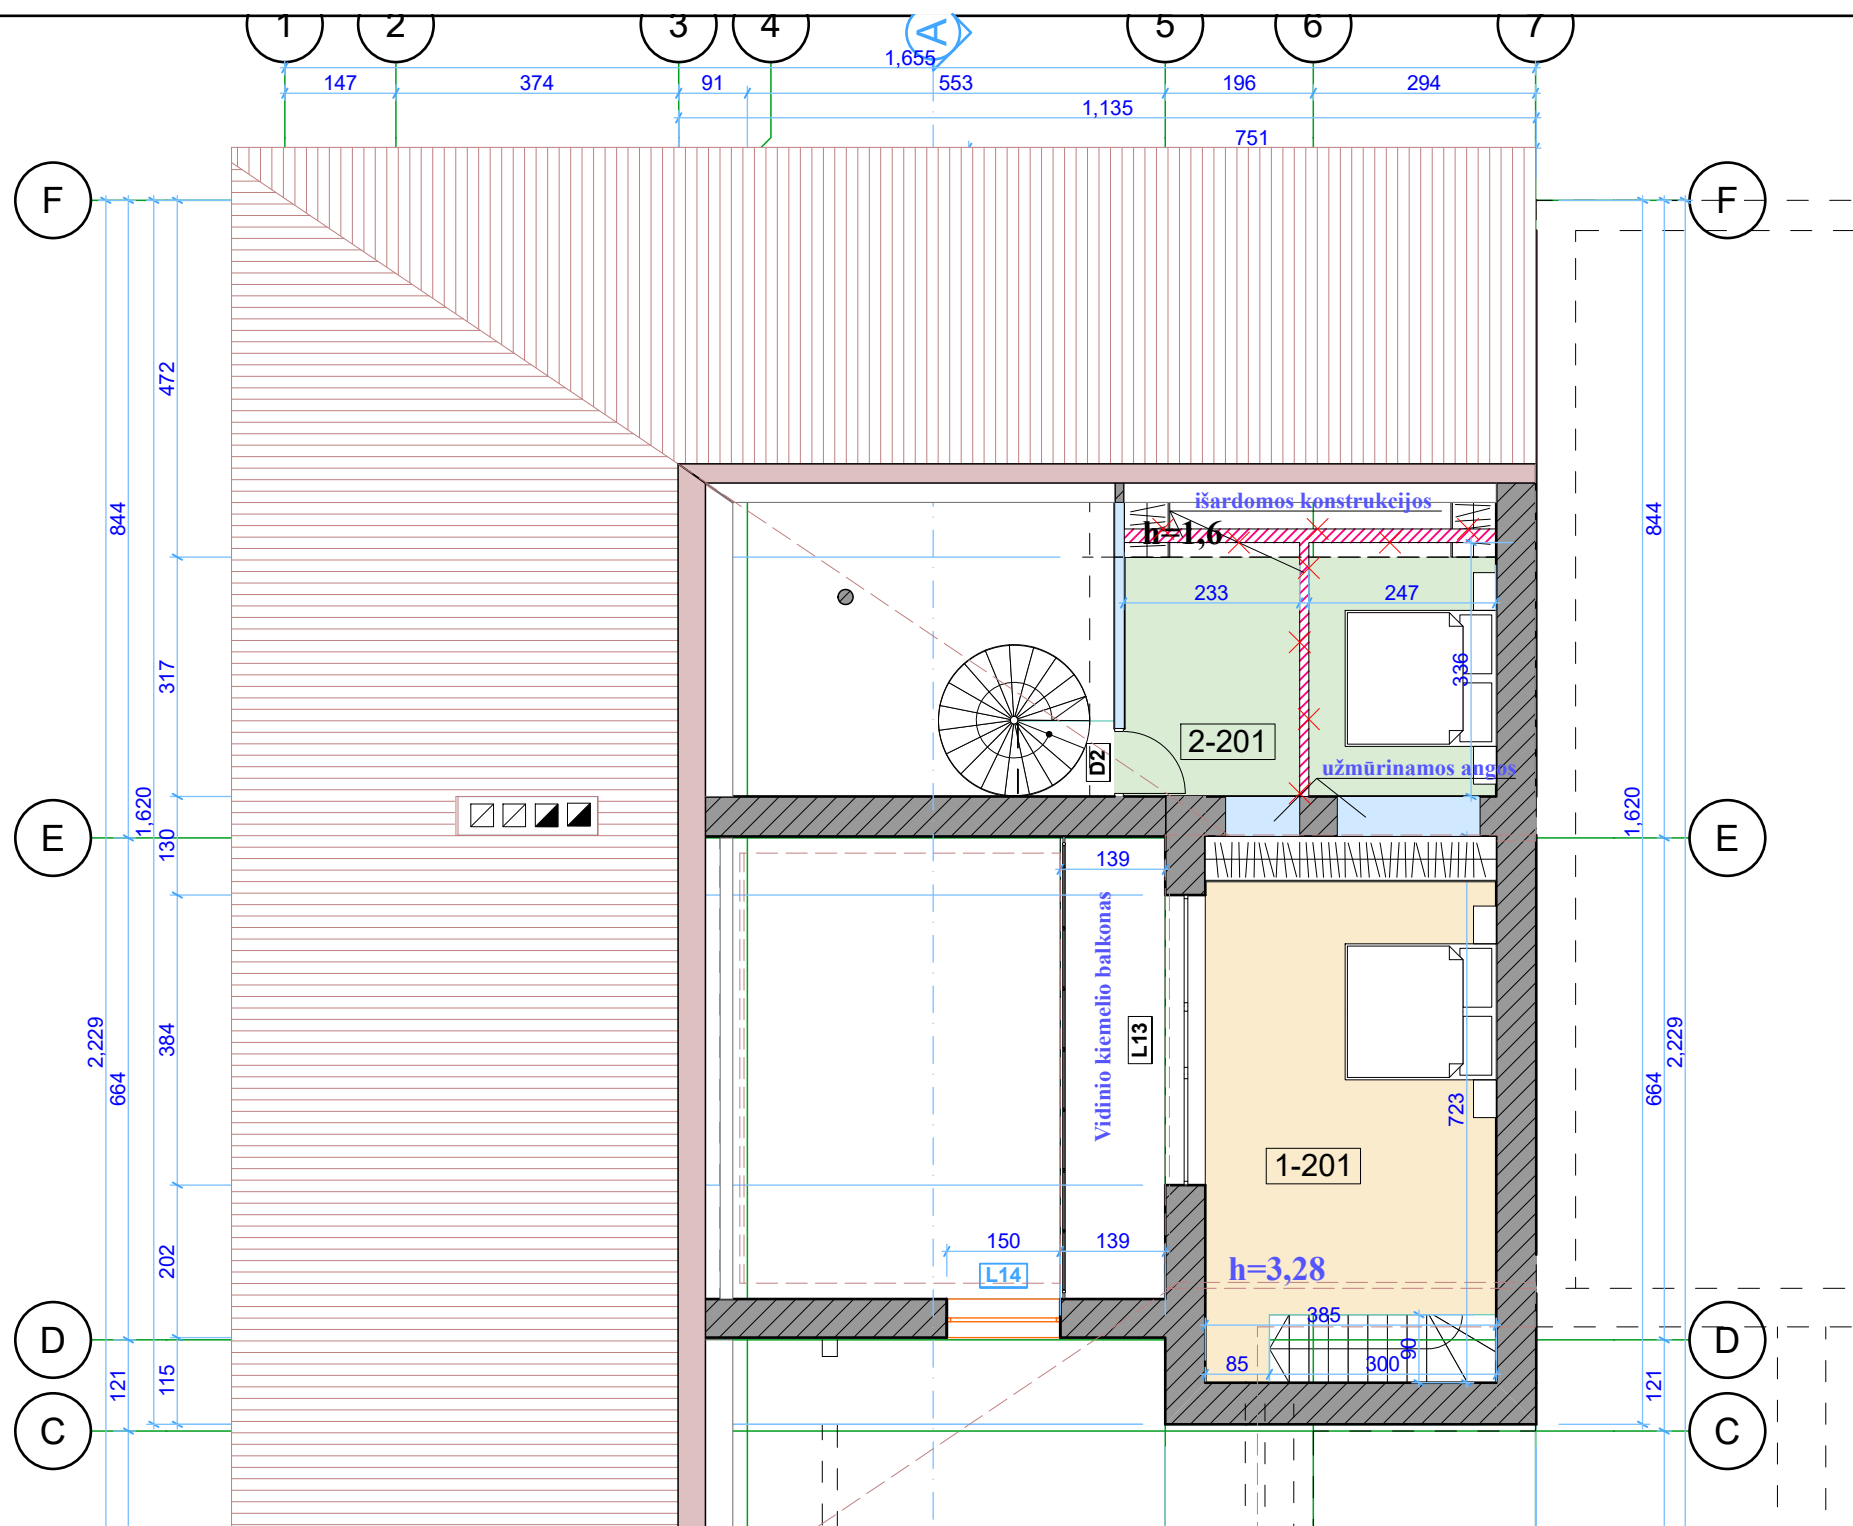 1 2 3 4 A 5 6 7
1,655
147 374 91 553 196 294
1,135
751
F F
472
išardomos konstrukcijos
h=1,6
844 844
233 247
336
317
2-201
D2
užmūrinamos angos
1,620 1,620
130
E E
139
Vidinio kiemelio balkonas
L13
384
2,229 2,229
664 664
723
1-201
202
150 139
L14
h=3,28
385
90
85 300
D D
121 115 121
C C